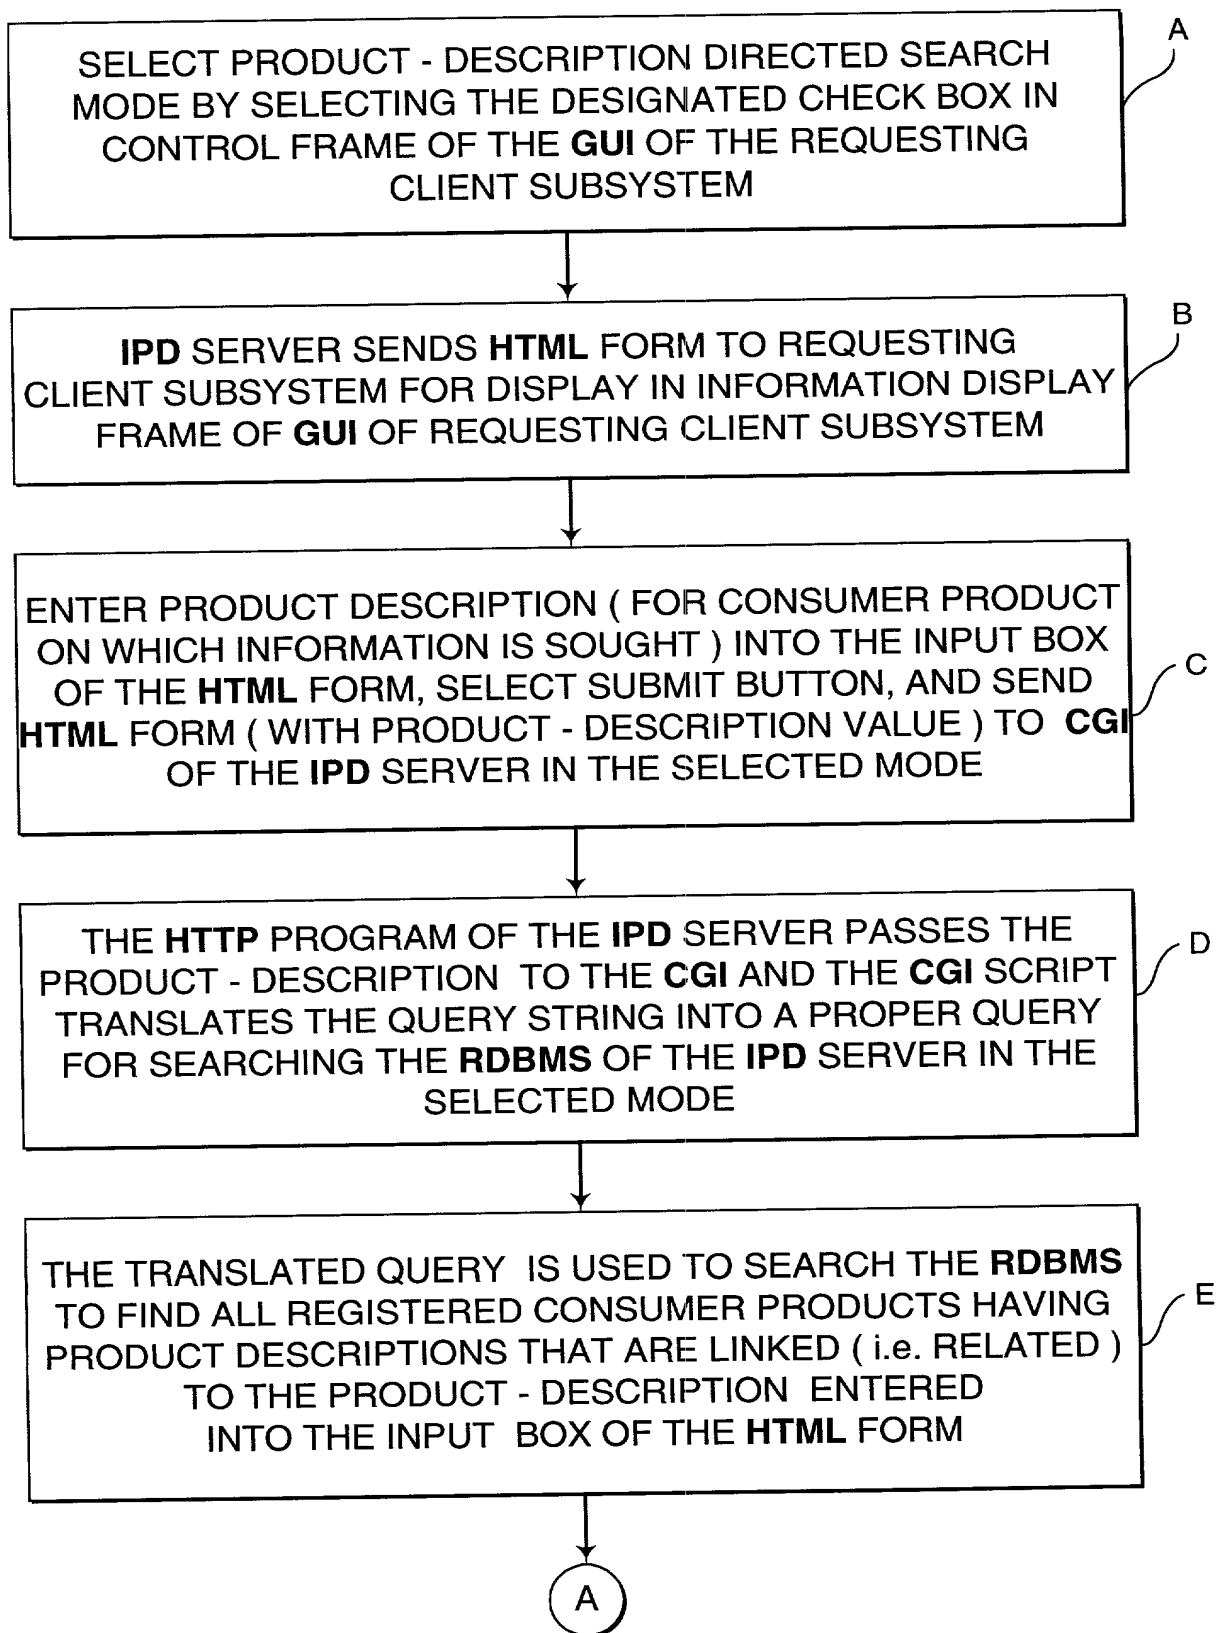 A
SELECT PRODUCT - DESCRIPTION DIRECTED SEARCH
MODE BY SELECTING THE DESIGNATED CHECK BOX IN
CONTROL FRAME OF THE GUI OF THE REQUESTING
CLIENT SUBSYSTEM
B
IPD SERVER SENDS HTML FORM TO REQUESTING
CLIENT SUBSYSTEM FOR DISPLAY IN INFORMATION DISPLAY
FRAME OF GUI OF REQUESTING CLIENT SUBSYSTEM
ENTER PRODUCT DESCRIPTION ( FOR CONSUMER PRODUCT
ON WHICH INFORMATION IS SOUGHT ) INTO THE INPUT BOX
OF THE HTML FORM, SELECT SUBMIT BUTTON, AND SEND
HTML FORM ( WITH PRODUCT - DESCRIPTION VALUE ) TO CGI
OF THE IPD SERVER IN THE SELECTED MODE
C
THE HTTP PROGRAM OF THE IPD SERVER PASSES THE
PRODUCT - DESCRIPTION TO THE CGI AND THE CGI SCRIPT
TRANSLATES THE QUERY STRING INTO A PROPER QUERY
FOR SEARCHING THE RDBMS OF THE IPD SERVER IN THE
SELECTED MODE
D
THE TRANSLATED QUERY IS USED TO SEARCH THE RDBMS
TO FIND ALL REGISTERED CONSUMER PRODUCTS HAVING
PRODUCT DESCRIPTIONS THAT ARE LINKED ( i.e. RELATED )
TO THE PRODUCT - DESCRIPTION ENTERED
INTO THE INPUT BOX OF THE HTML FORM
E
A